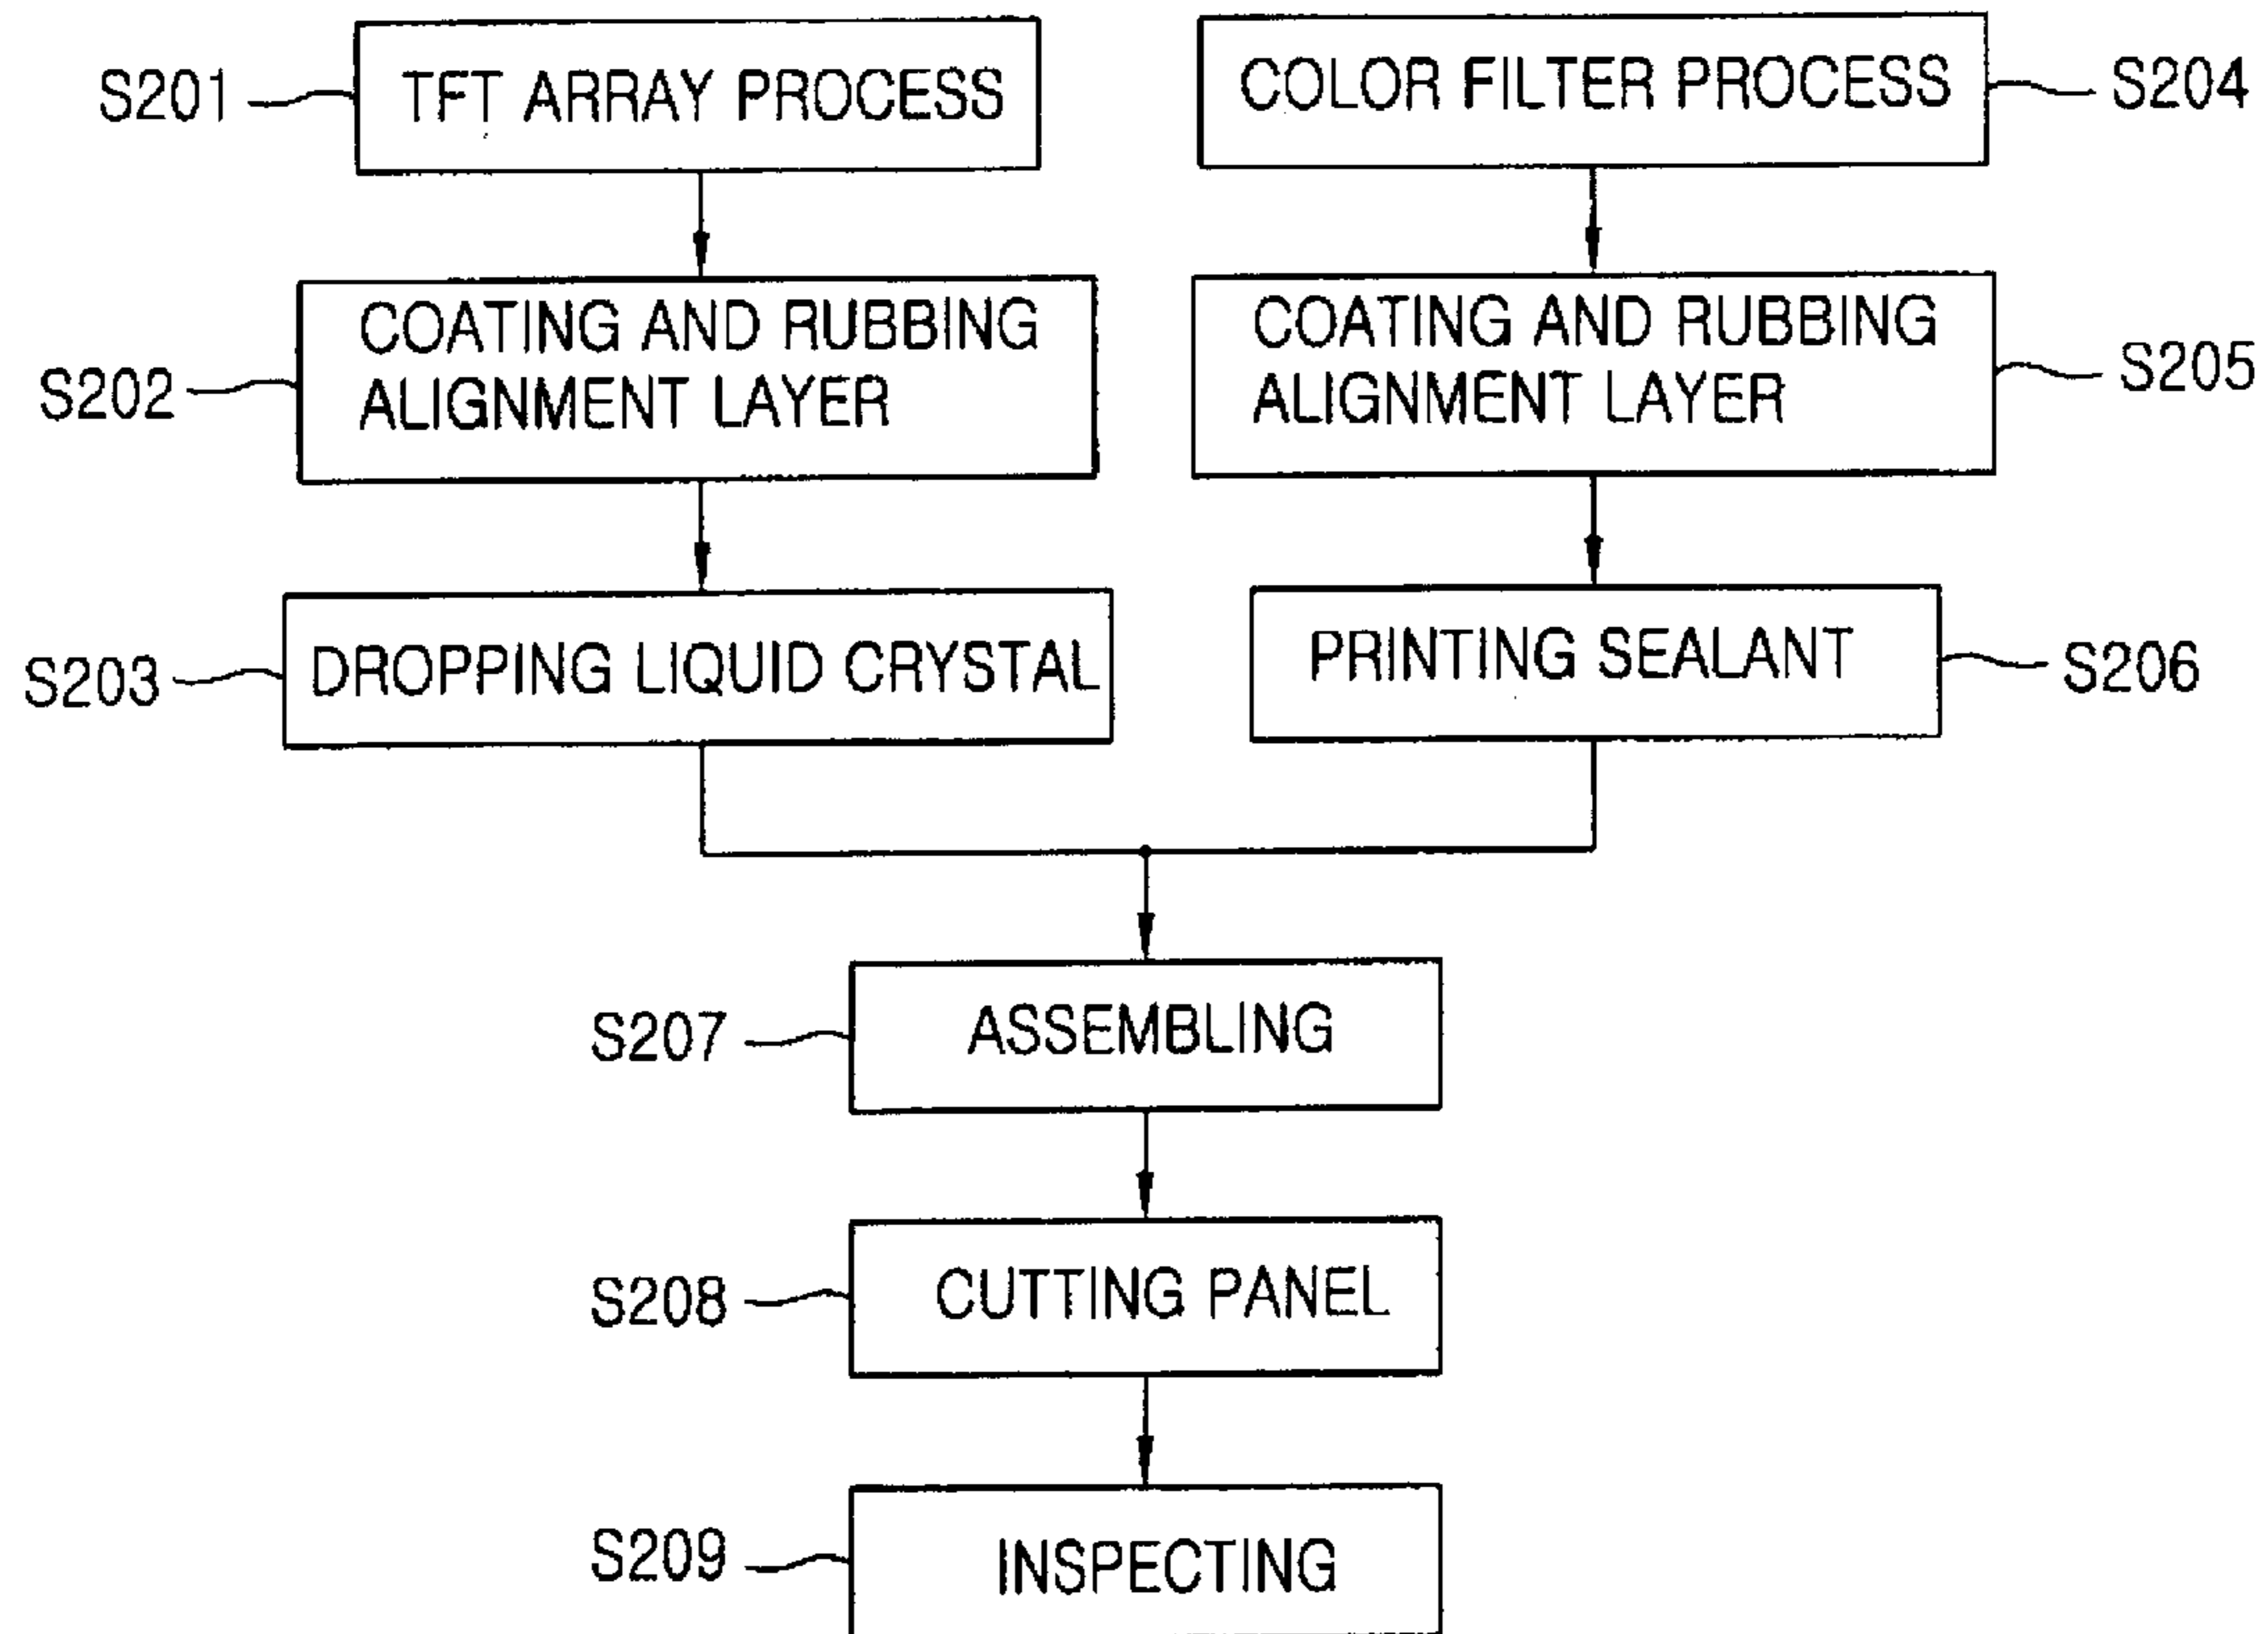 S201
TFT ARRAY PROCESS
COLOR FILTER PROCESS
S204
S202
COATING AND RUBBING
ALIGNMENT LAYER
COATING AND RUBBING
ALIGNMENT LAYER
S205
S203
DROPPING LIQUID CRYSTAL
PRINTING SEALANT
S206
S207
ASSEMBLING
S208
CUTTING PANEL
S209
INSPECTING